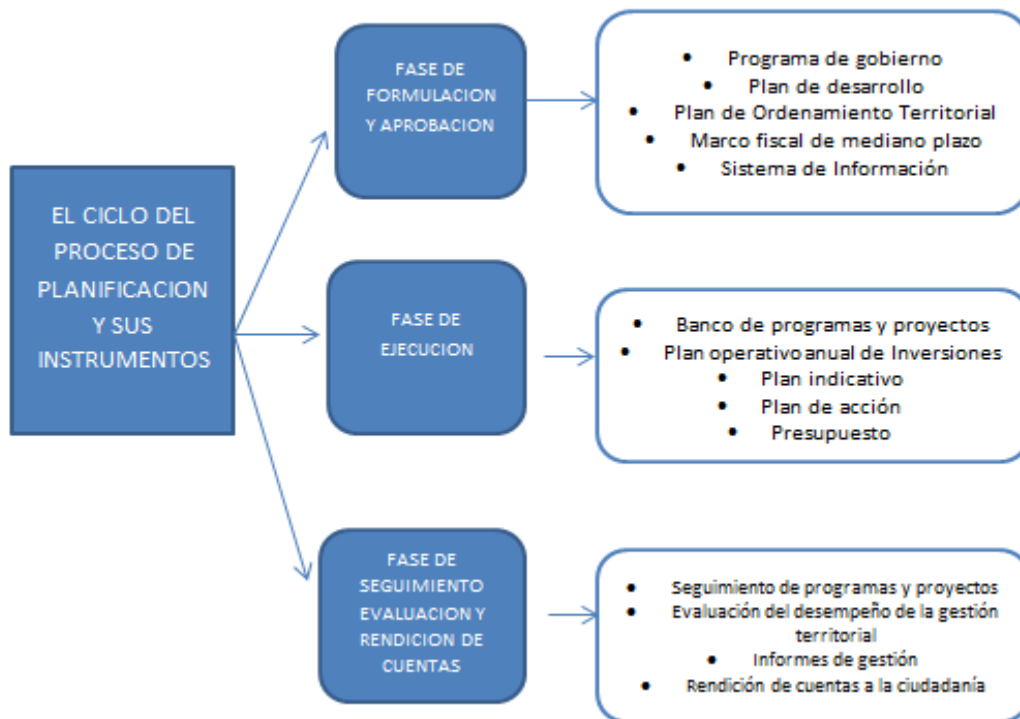 EL CICLO DEL
PROCESO DE
PLANIFICACION
Y SUS
INSTRUMENTOS
FASE DE
FORMULACION
Y APROBACION
• Programa de gobierno
• Plan de desarrollo
• Plan de Ordenamiento Territorial
• Marco fiscal de mediano plazo
• Sistema de Información
FASE DE
EJECUCION
• Banco de programas y proyectos
• Plan operativo anual de Inversiones
• Plan indicativo
• Plan de acción
• Presupuesto
FASE DE
SEGUIMIENTO
EVALUACION Y
RENDICION DE
CUENTAS
• Seguimiento de programas y proyectos
• Evaluación del desempeño de la gestión
territorial
• Informes de gestión
• Rendición de cuentas a la ciudadanía